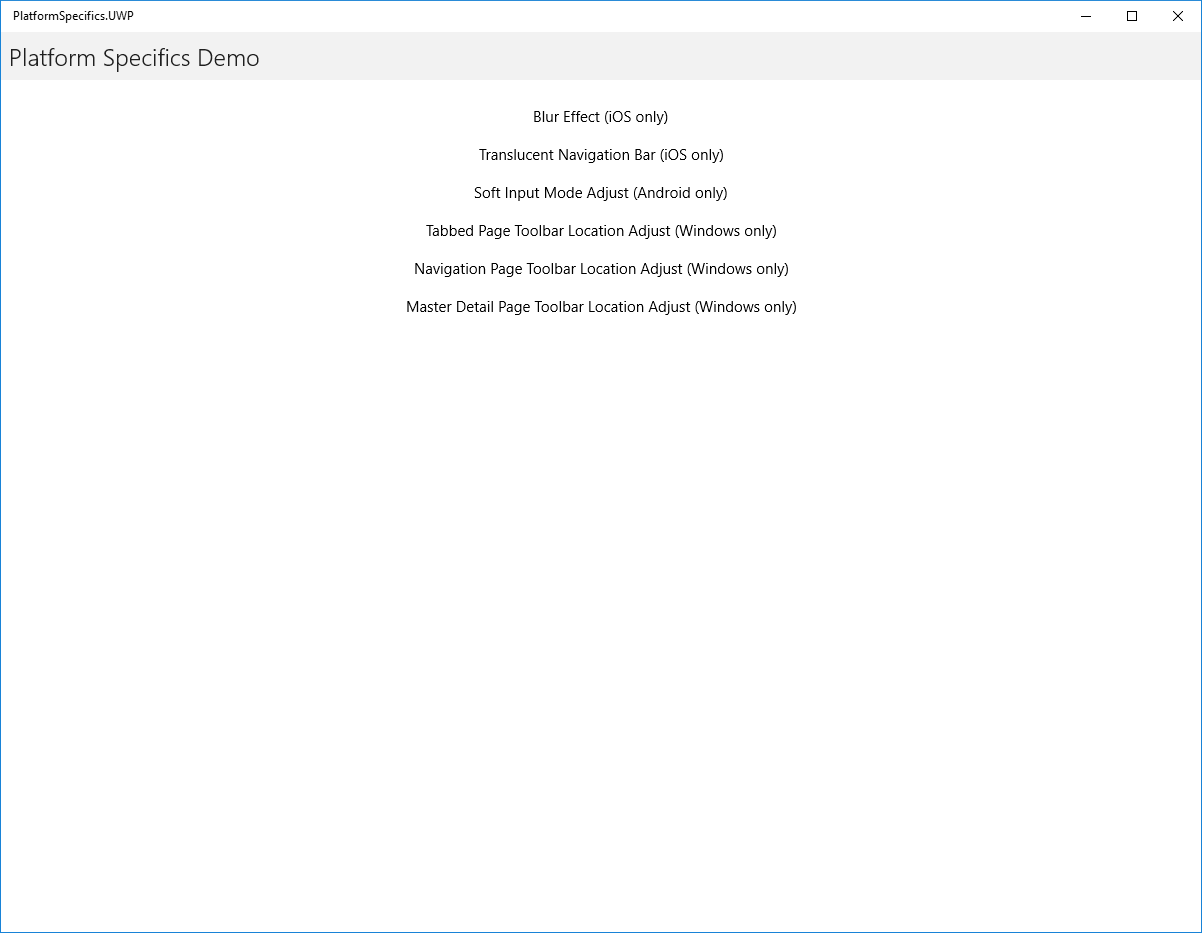 PlatformSpecifics.UWP
Platform Specifics Demo
Blur Effect (iOS only)
Translucent Navigation Bar (iOS only)
Soft Input Mode Adjust (Android only)
Tabbed Page Toolbar Location Adjust (Windows only)
Navigation Page Toolbar Location Adjust (Windows only)
Master Detail Page Toolbar Location Adjust (Windows only)